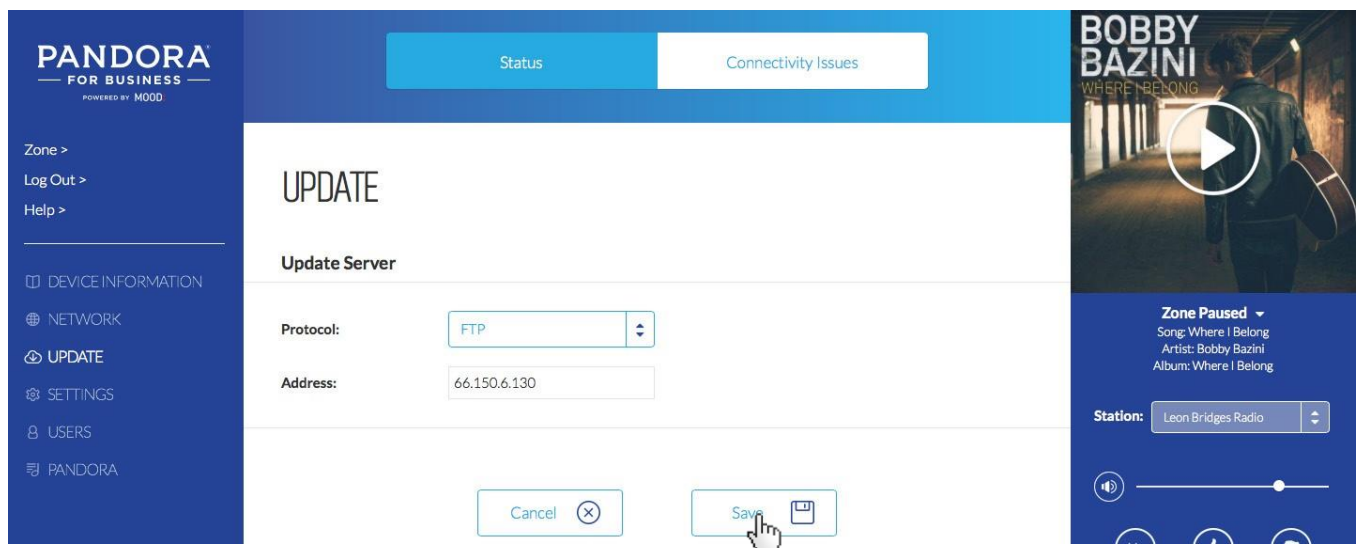 PANDORA
FOR BUSINESS
POWERED BY MOOD
Zone >
Log Out >
Help >
DEVICE INFORMATION
NETWORK
UPDATE
SETTINGS
USERS
PANDORA
Status
Connectivity Issues
UPDATE
Update Server
Protocol:
FTP
Address:
66.150.6.130
Cancel
Save
BOBBY
BAZINI
WHERE I BELONG
Zone Paused
Song: Where I Belong
Artist: Bobby Bazini
Album: Where I Belong
Station:
Leon Bridges Radio